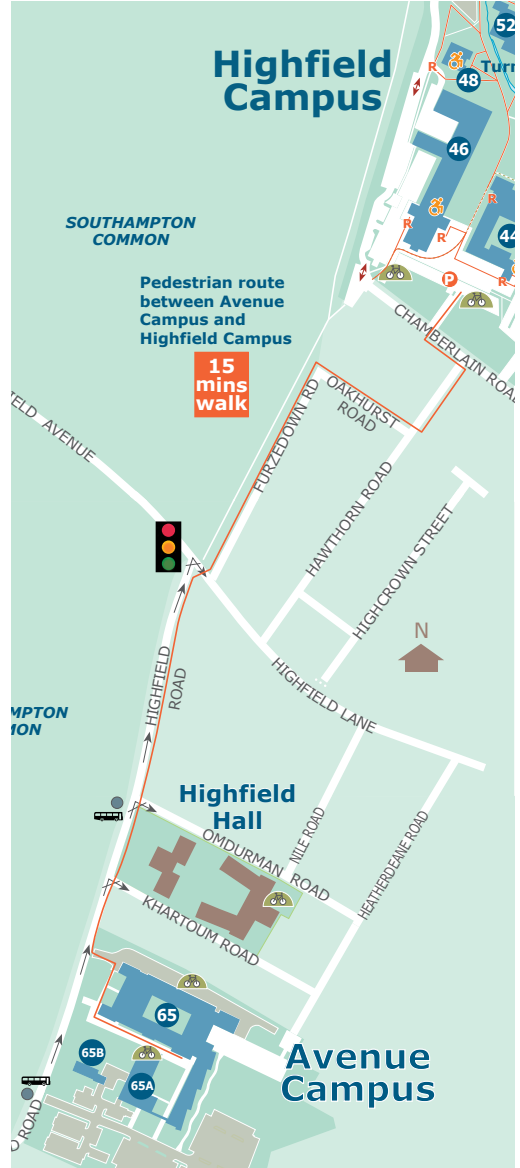 Highfield
Campus
52
48
Turn
R
46
R
R
R
44
R
P
SOUTHAMPTON
COMMON
Pedestrian route
between Avenue
Campus and
Highfield Campus
15
mins
walk
CHAMBERLAIN ROAD
OAKHURST
ROAD
FURZEDOWN RD
IELD AVENUE
HAWTHORN ROAD
HIGHCROWN STREET
N
HIGHFIELD
ROAD
HIGHFIELD LANE
MPTON
MON
Highfield
Hall
NILE ROAD
OMDURMAN ROAD
HEATHERDEANE ROAD
KHARTOUM ROAD
65
65B
65A
Avenue
Campus
D ROAD